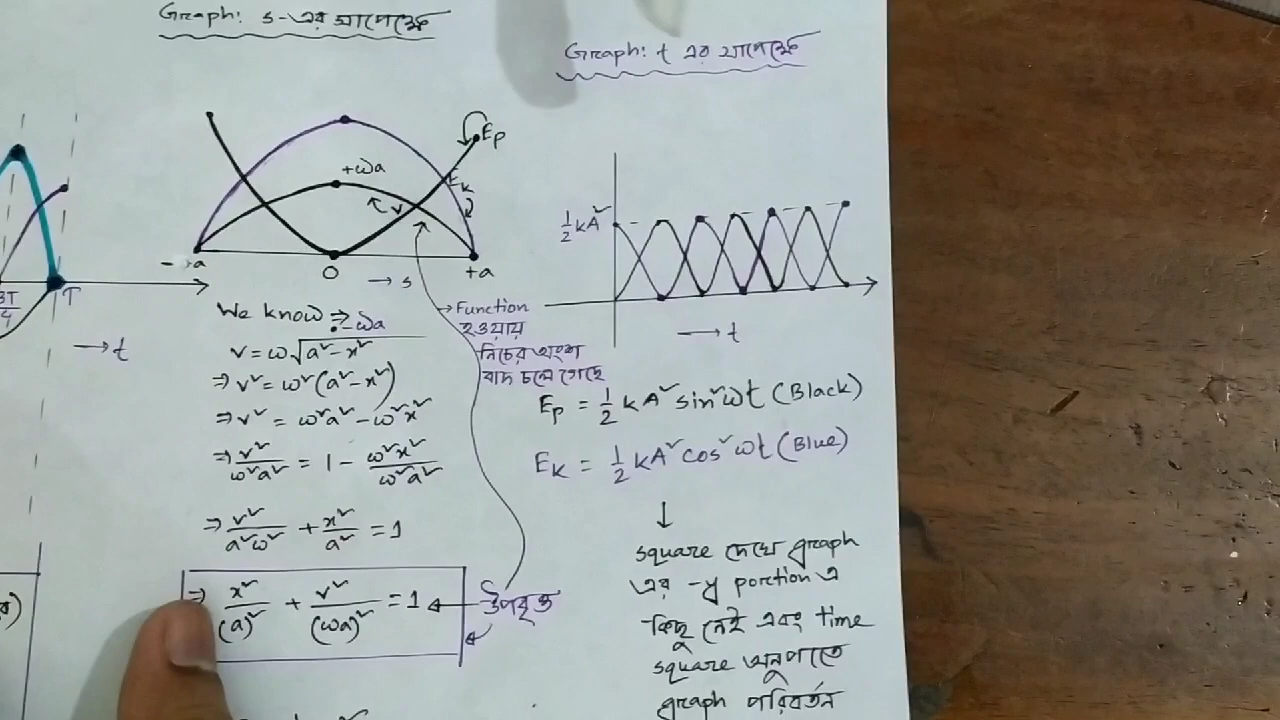 Graph: s-এর সাপেক্ষে
Graph: t এর সাপেক্ষে
Ep
+ωa
Ek
v
-a
0
→ s
+a
3T/4
T
→ t
We know ⇒
-ωa
v = ω√(a² - x²)
⇒ v² = ω²(a² - x²)
⇒ v² = ω²a² - ω²x²
⇒ v²/ω²a² = 1 - ω²x²/ω²a²
⇒ v²/a²ω² + x²/a² = 1
⇒ x²/(a)² + v²/(ωa)² = 1
উপবৃত্ত
→ Function
হওয়ায়
নিচের অংশ
বাদ চলে গেছে
½kA²
→ t
Ep = ½ kA² sin²ωt (Black)
EK = ½ kA² cos²ωt (Blue)
↓
square দেখে graph
এর -y portion এ
কিছু নেই এবং time
square অনুপাতে
graph পরিবর্তন